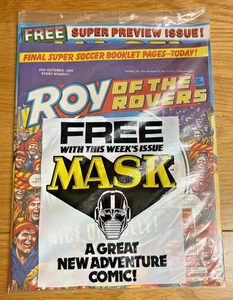 FREE SUPER PREVIEW ISSUE!
FINAL SUPER SOCCER BOOKLET PAGES—TODAY!
ROY OF THE ROVERS
FREE
WITH THIS WEEK'S ISSUE
MASK
A GREAT
NEW ADVENTURE
COMIC!